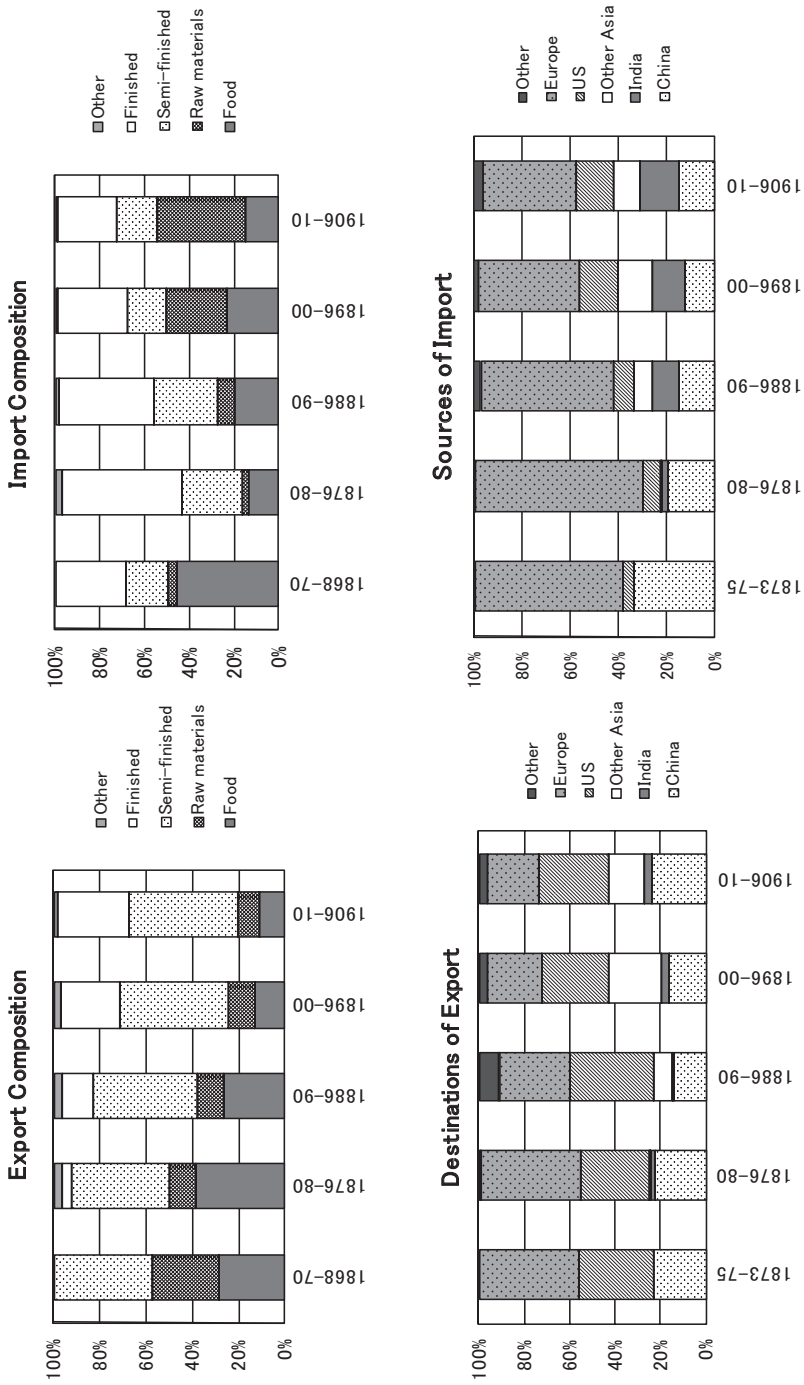 Export Composition
100%
80%
60%
40%
20%
0%
1868-70
1876-80
1886-90
1896-00
1906-10
Other
Finished
Semi-finished
Raw materials
Food
Import Composition
100%
80%
60%
40%
20%
0%
1868-70
1876-80
1886-90
1896-00
1906-10
Other
Finished
Semi-finished
Raw materials
Food
Destinations of Export
100%
80%
60%
40%
20%
0%
1873-75
1876-80
1886-90
1896-00
1906-10
Other
Europe
US
Other Asia
India
China
Sources of Import
100%
80%
60%
40%
20%
0%
1873-75
1876-80
1886-90
1896-00
1906-10
Other
Europe
US
Other Asia
India
China